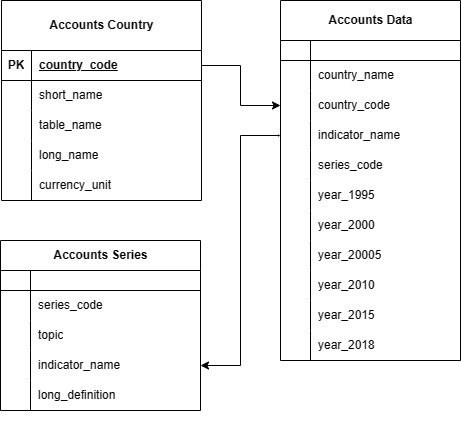 Accounts Country
PK country_code
short_name
table_name
long_name
currency_unit
Accounts Data
country_name
country_code
indicator_name
series_code
year_1995
year_2000
year_20005
year_2010
year_2015
year_2018
Accounts Series
series_code
topic
indicator_name
long_definition